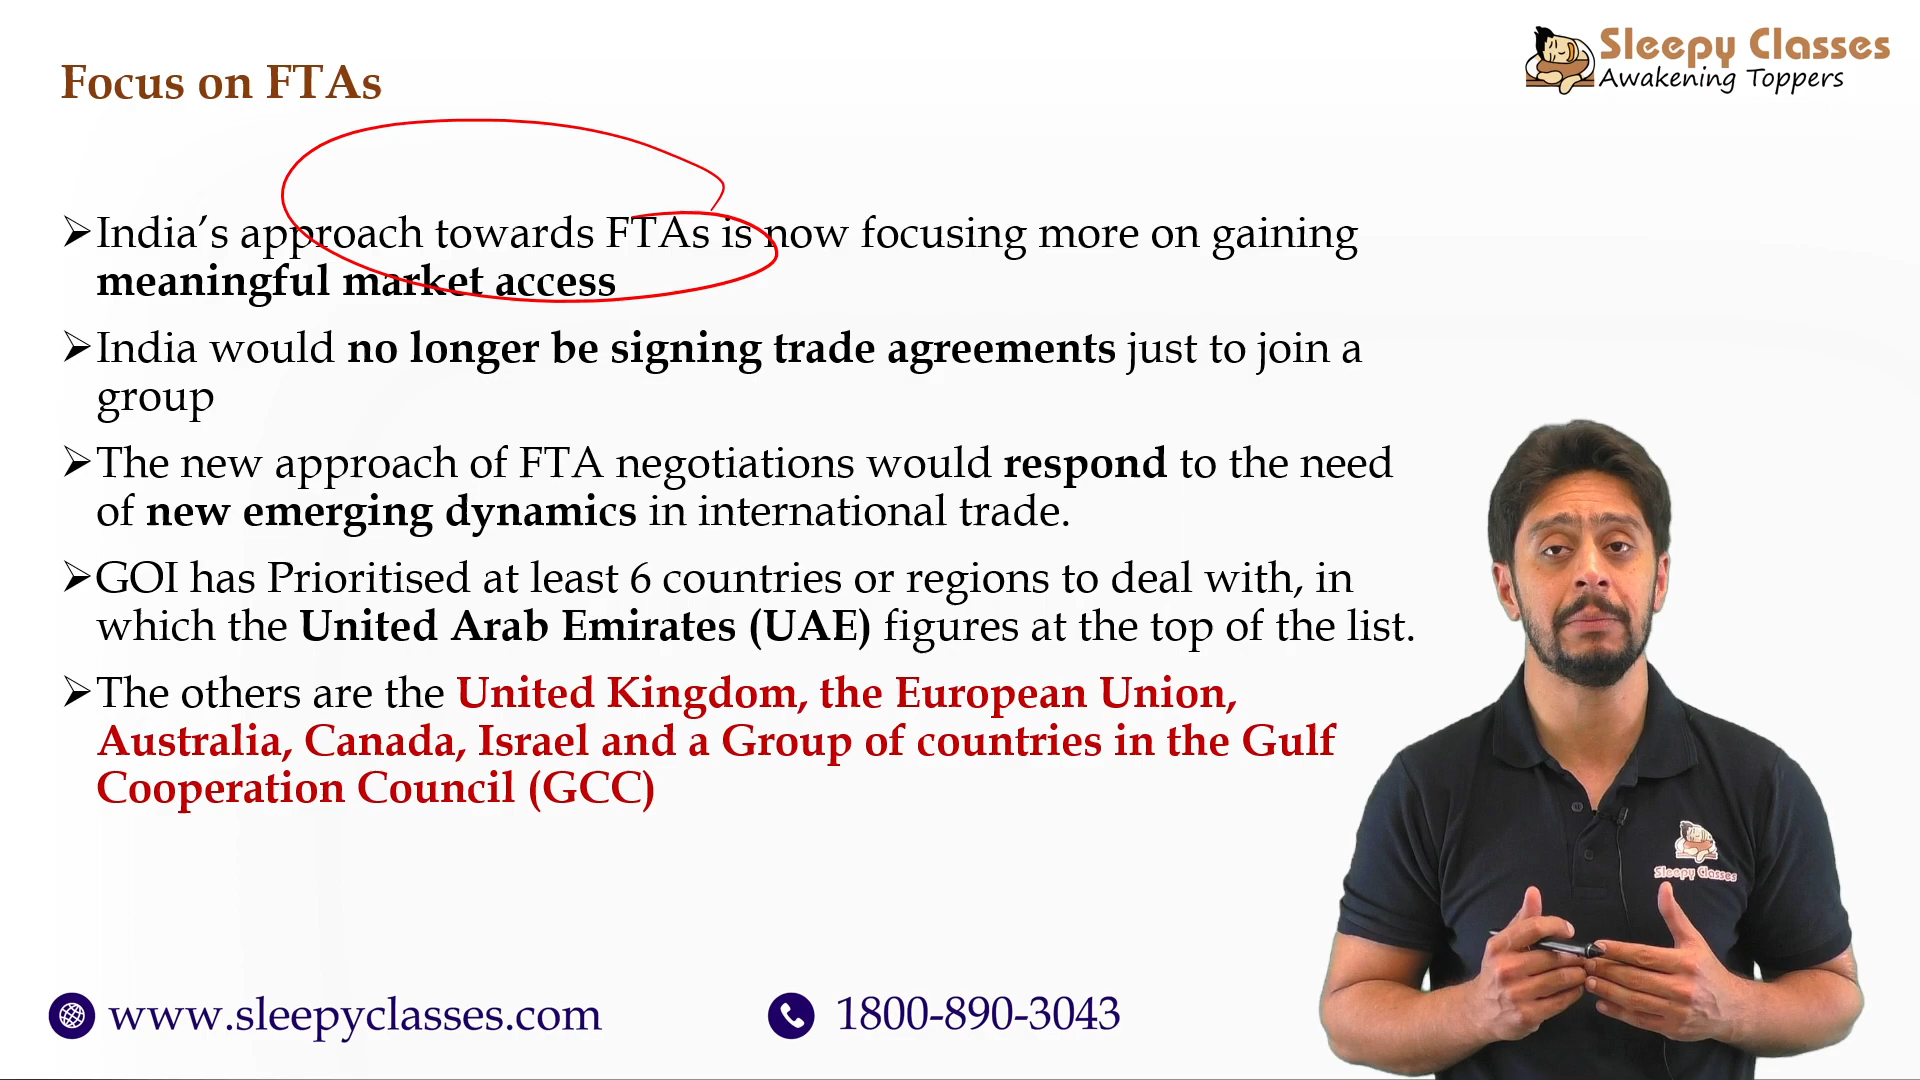 Focus on FTAs
Sleepy Classes
Awakening Toppers
➢India’s approach towards FTAs is now focusing more on gaining
meaningful market access
➢India would no longer be signing trade agreements just to join a
group
➢The new approach of FTA negotiations would respond to the need
of new emerging dynamics in international trade.
➢GOI has Prioritised at least 6 countries or regions to deal with, in
which the United Arab Emirates (UAE) figures at the top of the list.
➢The others are the United Kingdom, the European Union,
Australia, Canada, Israel and a Group of countries in the Gulf
Cooperation Council (GCC)
Sleepy Classes
www.sleepyclasses.com
1800-890-3043